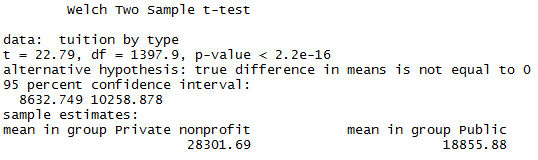 Welch Two Sample t-test
data:  tuition by type
t = 22.79, df = 1397.9, p-value < 2.2e-16
alternative hypothesis: true difference in means is not equal to 0
95 percent confidence interval:
8632.749 10258.878
sample estimates:
mean in group Private nonprofit mean in group Public
28301.69 18855.88